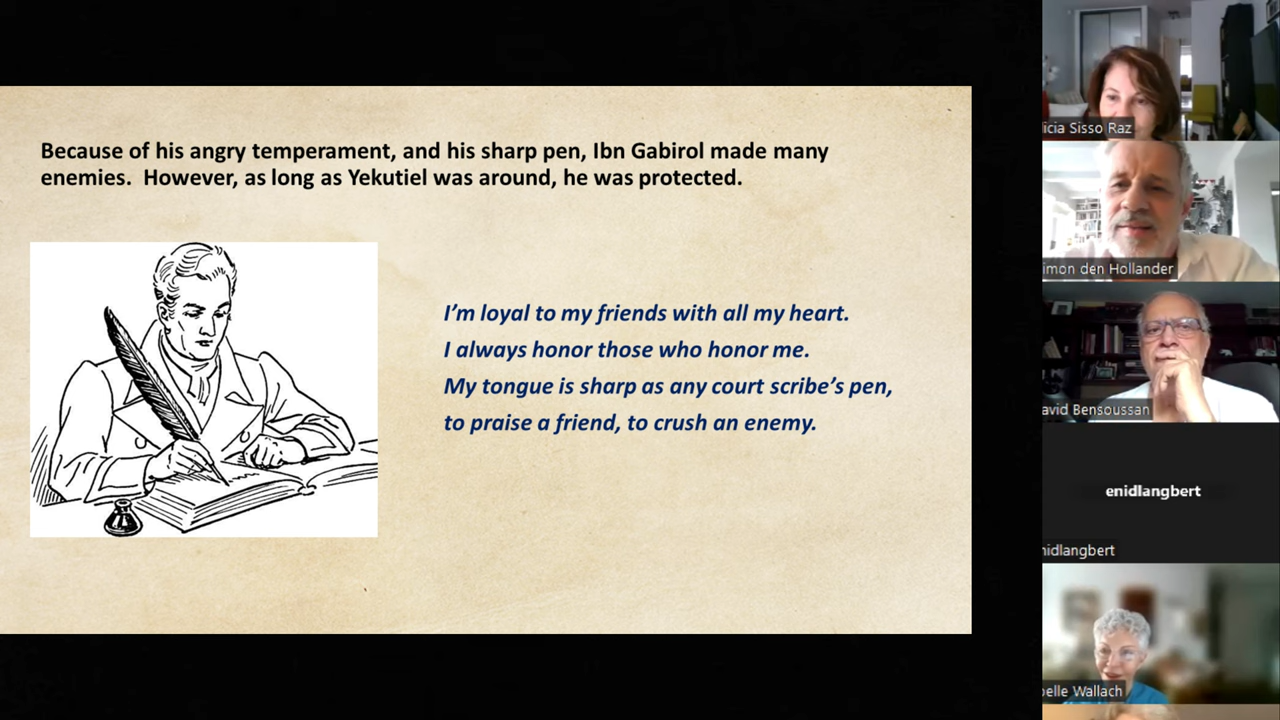 Because of his angry temperament, and his sharp pen, Ibn Gabirol made many
enemies. However, as long as Yekutiel was around, he was protected.
I’m loyal to my friends with all my heart.
I always honor those who honor me.
My tongue is sharp as any court scribe’s pen,
to praise a friend, to crush an enemy.
icia Sisso Raz
imon den Hollander
avid Bensoussan
enidlangbert
nidlangbert
elle Wallach